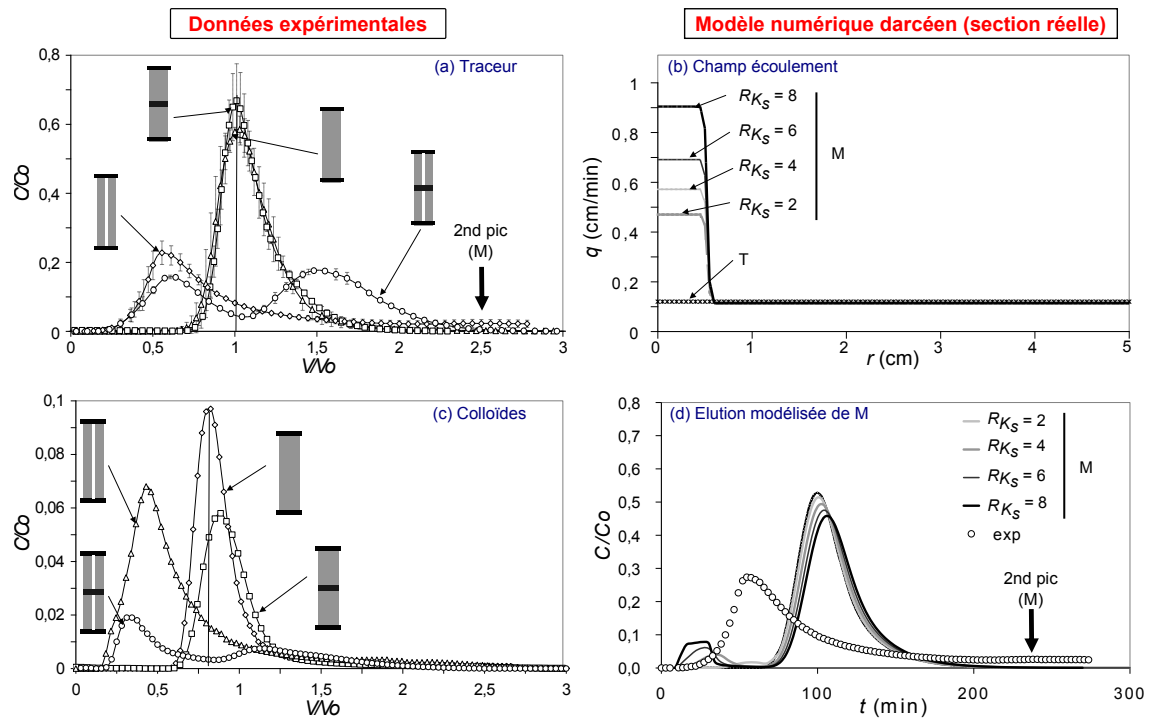 Données expérimentales
Modèle numérique darcéen (section réelle)
(a) Traceur
0,8
0,6
0,4
0,2
0
C/Co
0
0,5
1
1,5
2
2,5
3
V/Vo
2nd pic
(M)
(b) Champ écoulement
1
0,8
0,6
0,4
0,2
0
q (cm/min)
0
1
2
3
4
5
r (cm)
RKs = 8
RKs = 6
RKs = 4
RKs = 2
M
T
(c) Colloïdes
0,1
0,08
0,06
0,04
0,02
0
C/Co
0
0,5
1
1,5
2
2,5
3
V/Vo
(d) Elution modélisée de M
0,8
0,7
0,6
0,5
0,4
0,3
0,2
0,1
0,0
C/Co
0
100
200
300
t (min)
RKs = 2
RKs = 4
RKs = 6
RKs = 8
M
exp
2nd pic
(M)